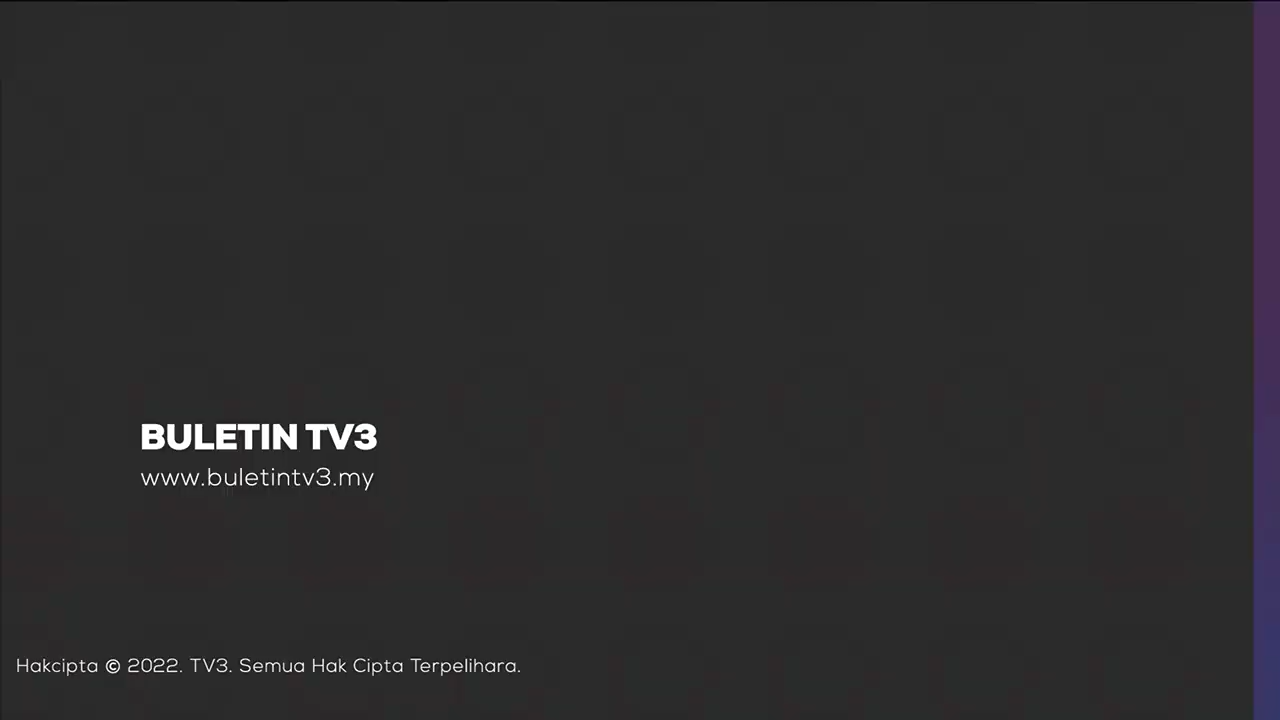 BULETIN TV3
www.buletintv3.my
Hakcipta © 2022. TV3. Semua Hak Cipta Terpelihara.